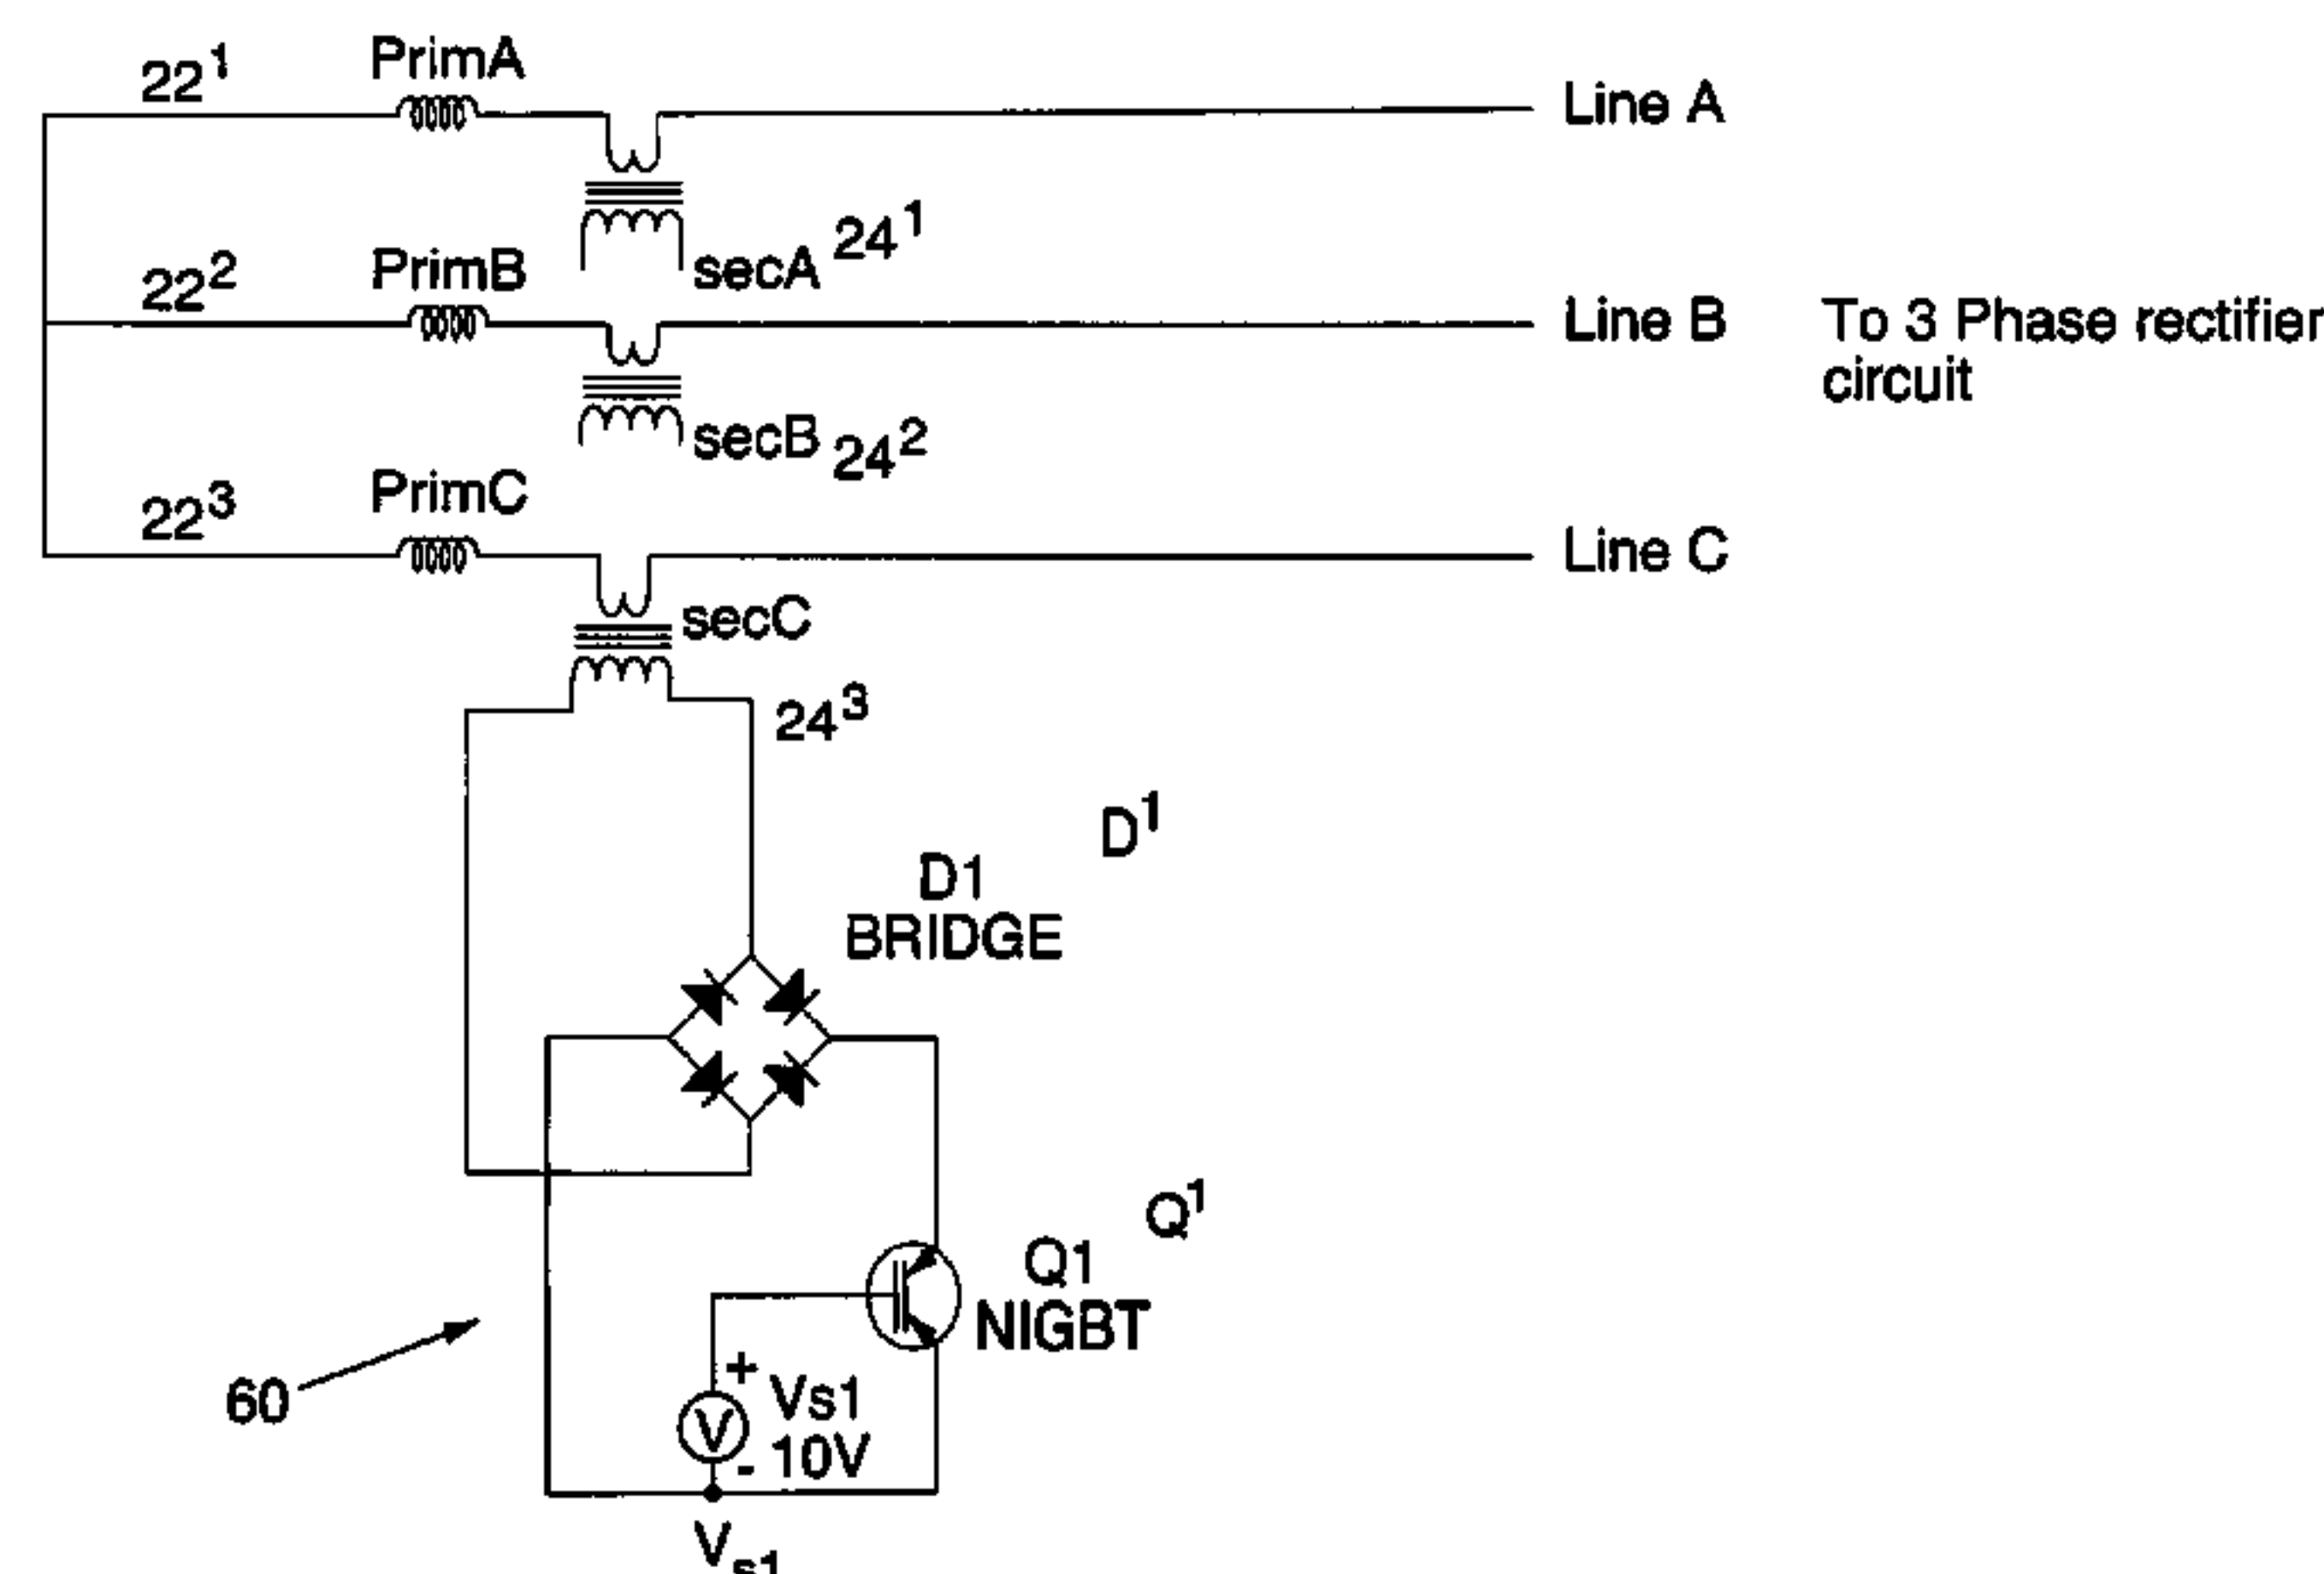 22¹ PrimA
Line A
secA 24¹
22² PrimB
Line B To 3 Phase rectifier
circuit
secB 24²
22³ PrimC
Line C
secC
24³
D¹
D1
BRIDGE
Q¹
Q1
NIGBT
60
+ Vs1
V
- 10V
Vs1